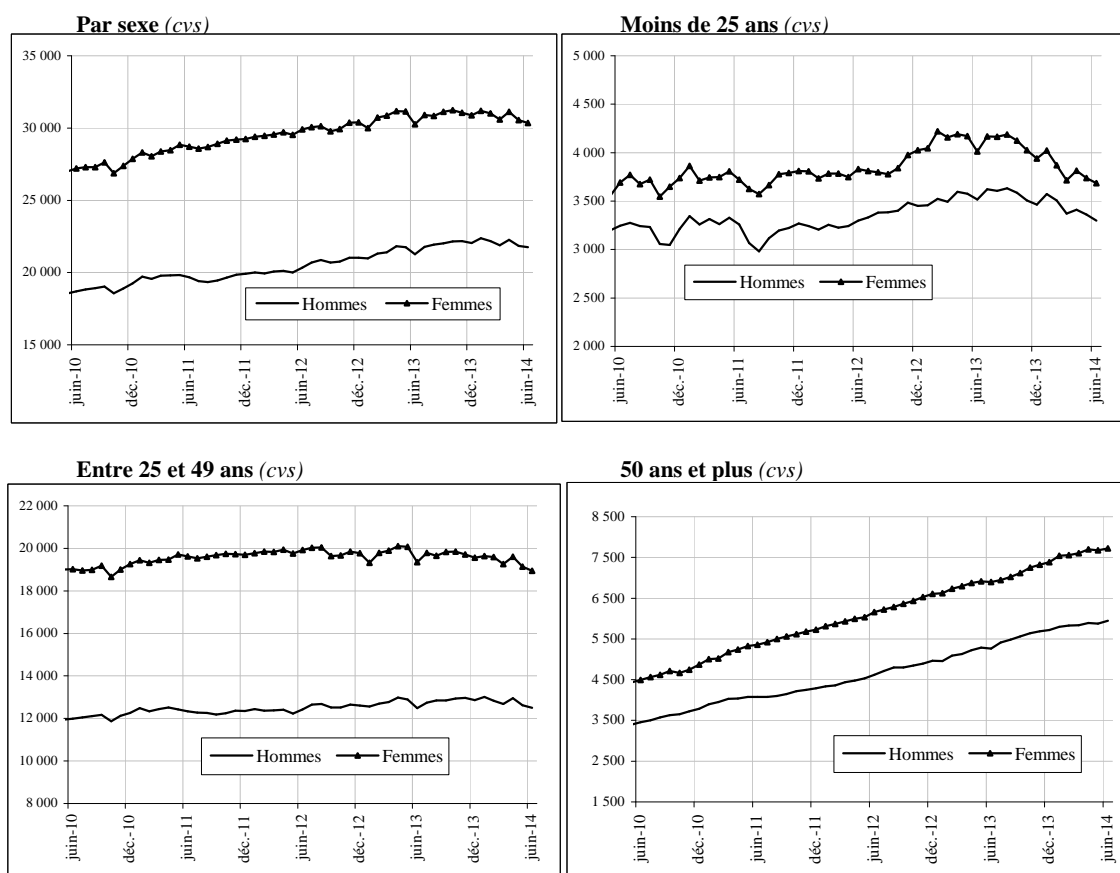 Par sexe (cvs)
35 000
30 000
25 000
20 000
15 000
Hommes
Femmes
juin-10
déc.-10
juin-11
déc.-11
juin-12
déc.-12
juin-13
déc.-13
juin-14
Moins de 25 ans (cvs)
5 000
4 500
4 000
3 500
3 000
2 500
2 000
Hommes
Femmes
juin-10
déc.-10
juin-11
déc.-11
juin-12
déc.-12
juin-13
déc.-13
juin-14
Entre 25 et 49 ans (cvs)
22 000
20 000
18 000
16 000
14 000
12 000
10 000
8 000
Hommes
Femmes
juin-10
déc.-10
juin-11
déc.-11
juin-12
déc.-12
juin-13
déc.-13
juin-14
50 ans et plus (cvs)
8 500
7 500
6 500
5 500
4 500
3 500
2 500
1 500
Hommes
Femmes
juin-10
déc.-10
juin-11
déc.-11
juin-12
déc.-12
juin-13
déc.-13
juin-14